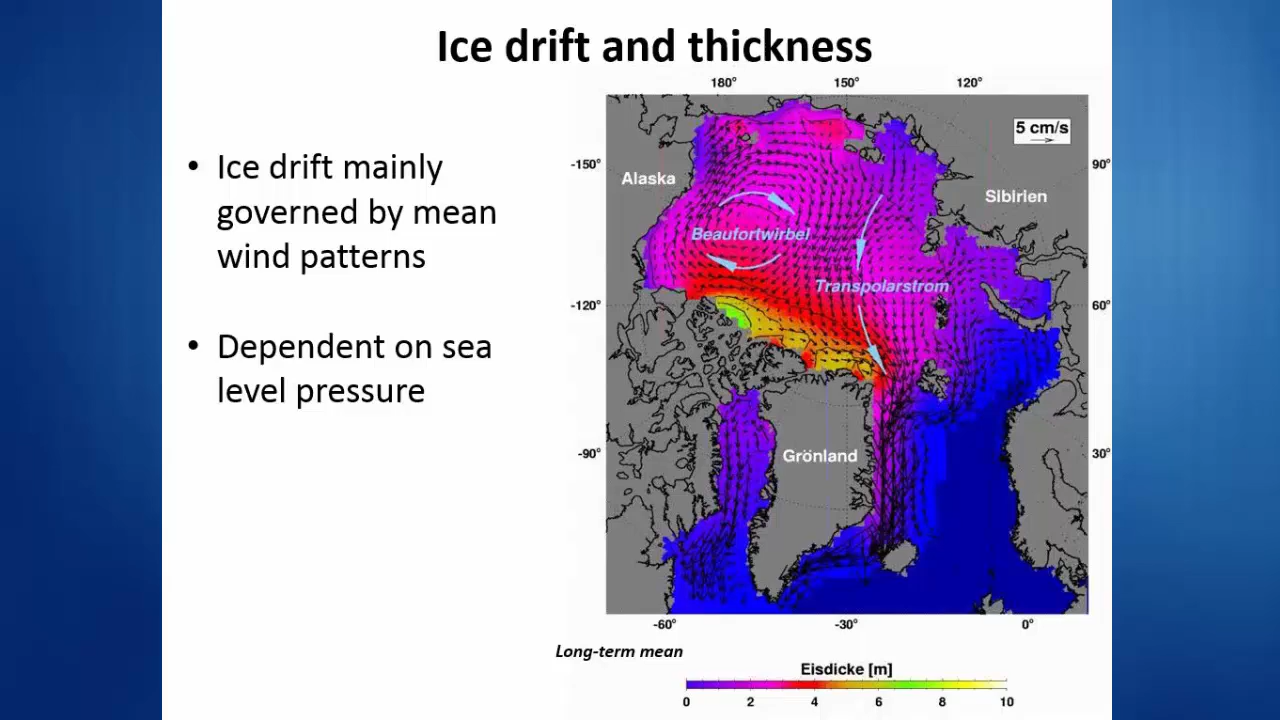 Ice drift and thickness
• Ice drift mainly
governed by mean
wind patterns
• Dependent on sea
level pressure
180° 150° 120°
5 cm/s
-150° 90°
Alaska
Sibirien
Beaufortwirbel
Transpolarstrom
-120° 60°
-90° 30°
Grönland
-60° -30° 0°
Long-term mean
Eisdicke [m]
0 2 4 6 8 10